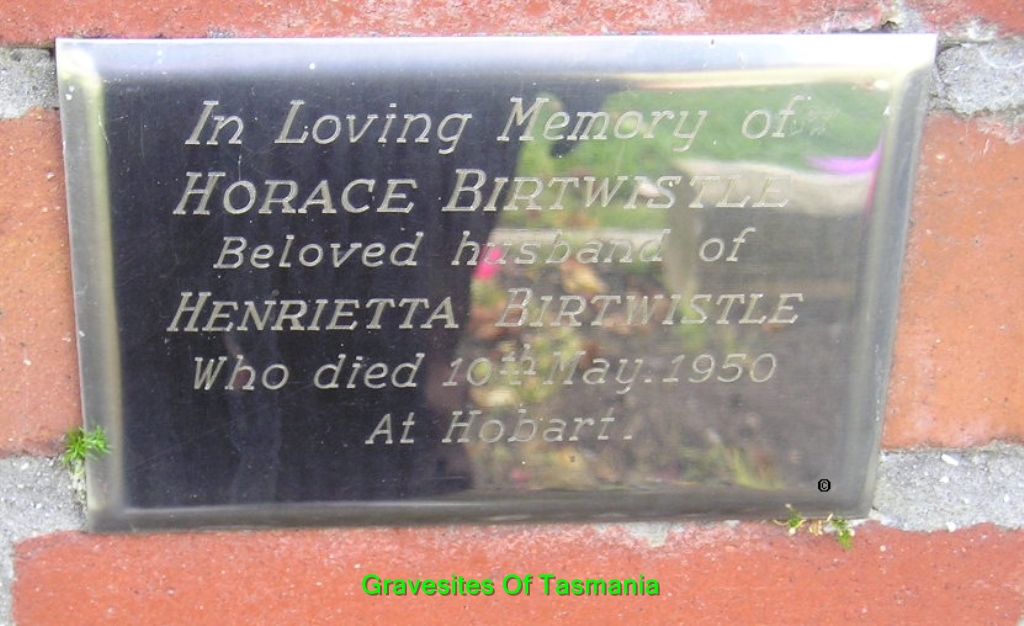 In Loving Memory of
HORACE BIRTWISTLE
Beloved husband of
HENRIETTA BIRTWISTLE
Who died 10th May. 1950
At Hobart.
©
Gravesites Of Tasmania